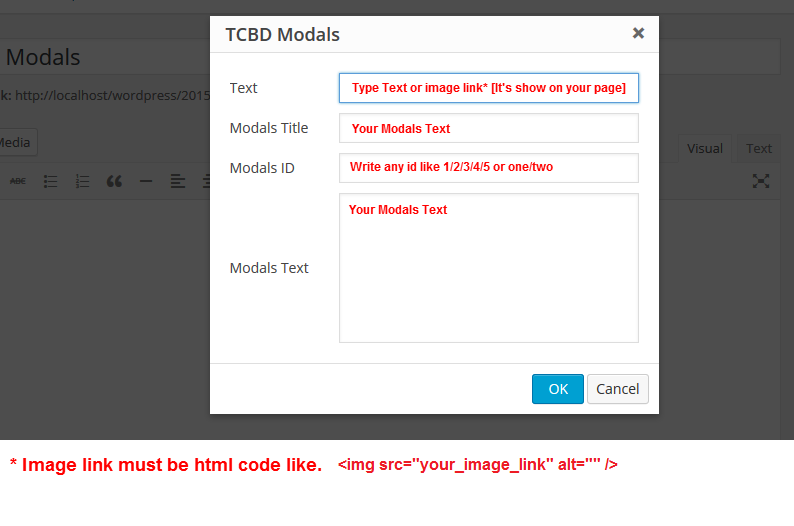 TCBD Modals
Modals
k: http://localhost/wordpress/2015
Text Type Text or image link* [It's show on your page]
Modals Title Your Modals Text
Media
Visual Text
Modals ID Write any id like 1/2/3/4/5 or one/two
ABC
Your Modals Text
Modals Text
OK Cancel
* Image link must be html code like. <img src="your_image_link" alt="" />